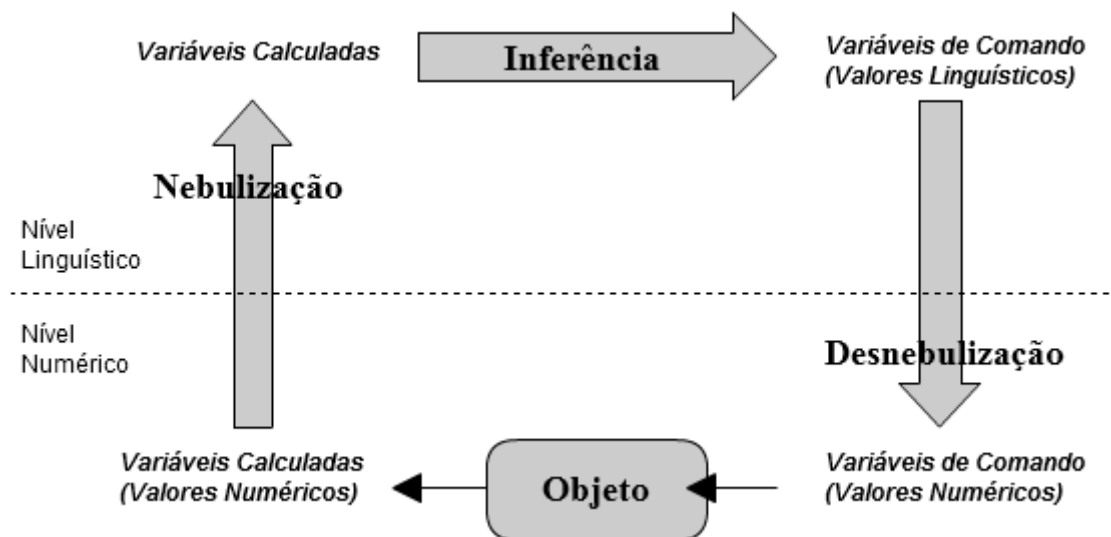 Variáveis Calculadas
Inferência
Variáveis de Comando
(Valores Linguísticos)
Nebulização
Nível
Linguístico
Nível
Numérico
Desnebulização
Variáveis Calculadas
(Valores Numéricos)
Objeto
Variáveis de Comando
(Valores Numéricos)